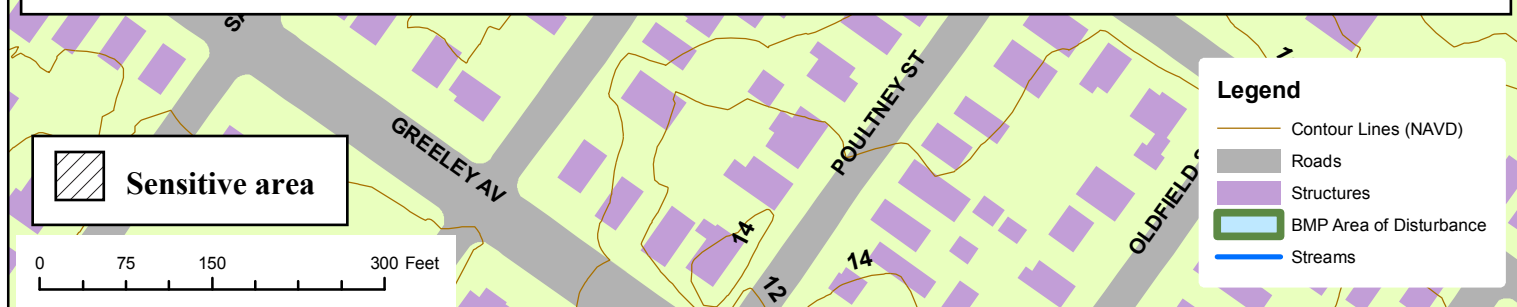 POULTNEY ST
GREELEY AV
14
14
12
Sensitive area
0 75 150 300 Feet
Legend
Contour Lines (NAVD)
Roads
Structures
BMP Area of Disturbance
Streams